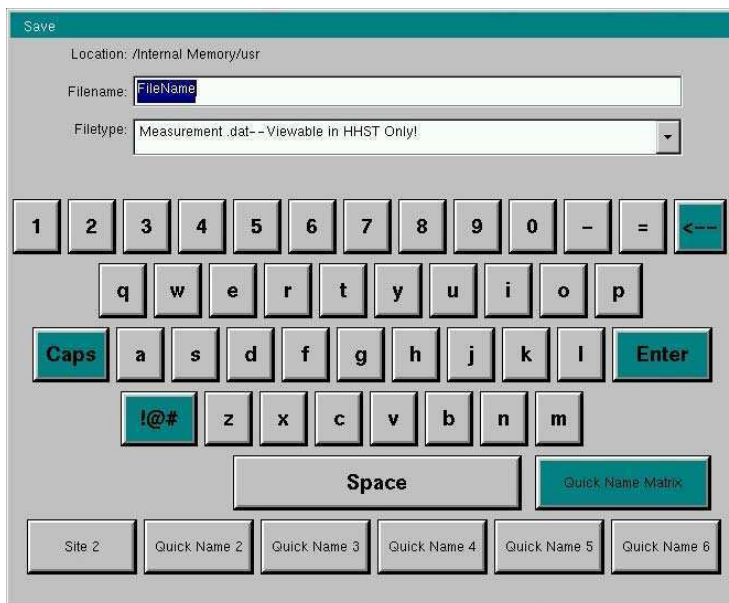 Save
Location: /Internal Memory/usr
Filename: FileName
Filetype: Measurement .dat--Viewable in HHST Only!
1 2 3 4 5 6 7 8 9 0 - = <--
q w e r t y u i o p
Caps a s d f g h j k l Enter
!@# z x c v b n m
Space Quick Name Matrix
Site 2 Quick Name 2 Quick Name 3 Quick Name 4 Quick Name 5 Quick Name 6